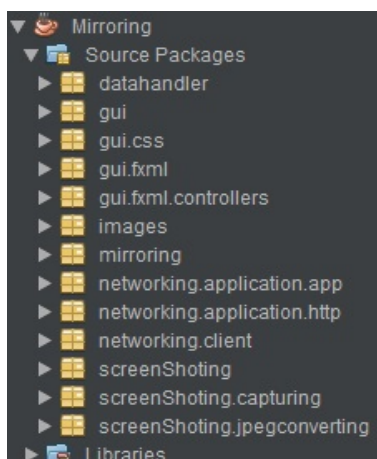 Mirroring
Source Packages
datahandler
gui
gui.css
gui.fxml
gui.fxml.controllers
images
mirroring
networking.application.app
networking.application.http
networking.client
screenShoting
screenShoting.capturing
screenShoting.jpegconverting
Libraries